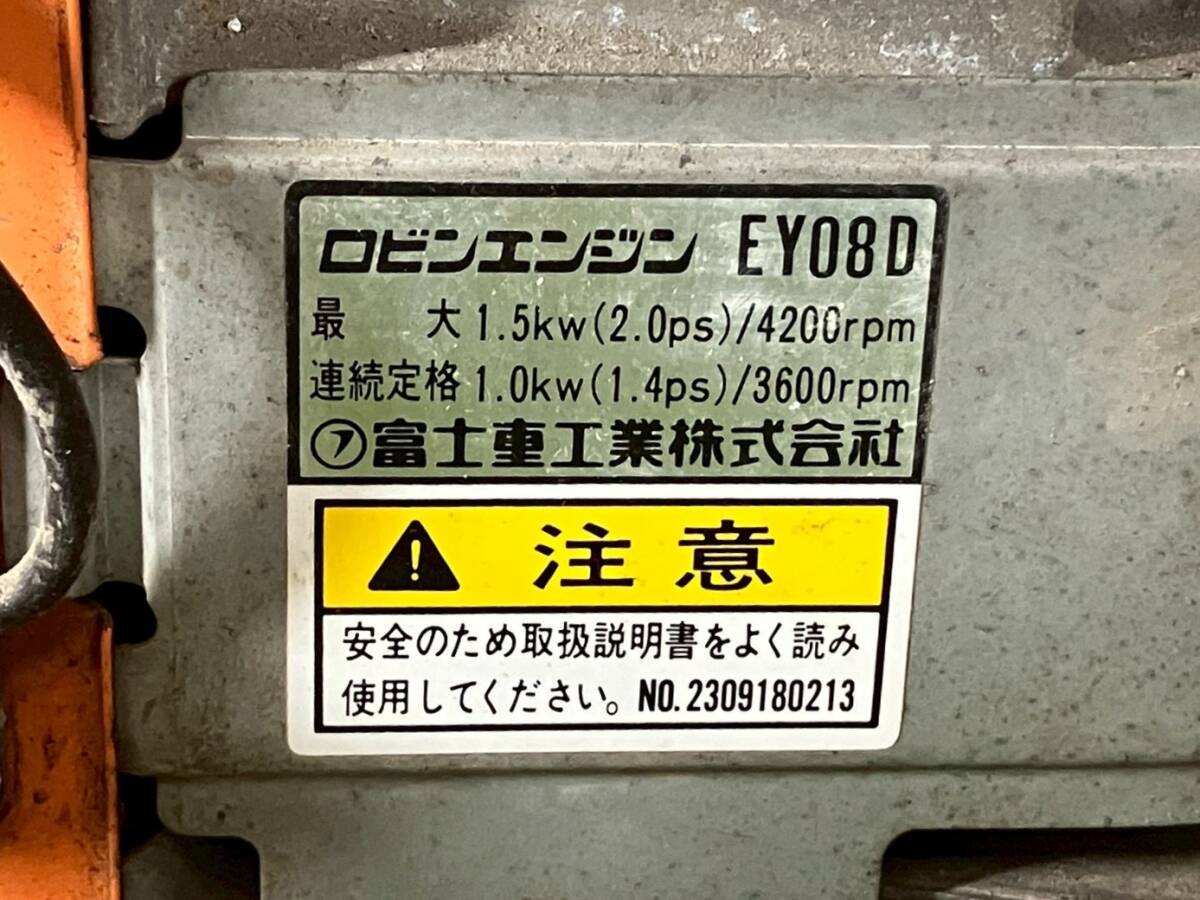 ロビンエンジン EY08D
最 大 1.5kw(2.0ps)/4200rpm
連続定格 1.0kw(1.4ps)/3600rpm
富士重工業株式会社
注意
安全のため取扱説明書をよく読み
使用してください。 NO.2309180213